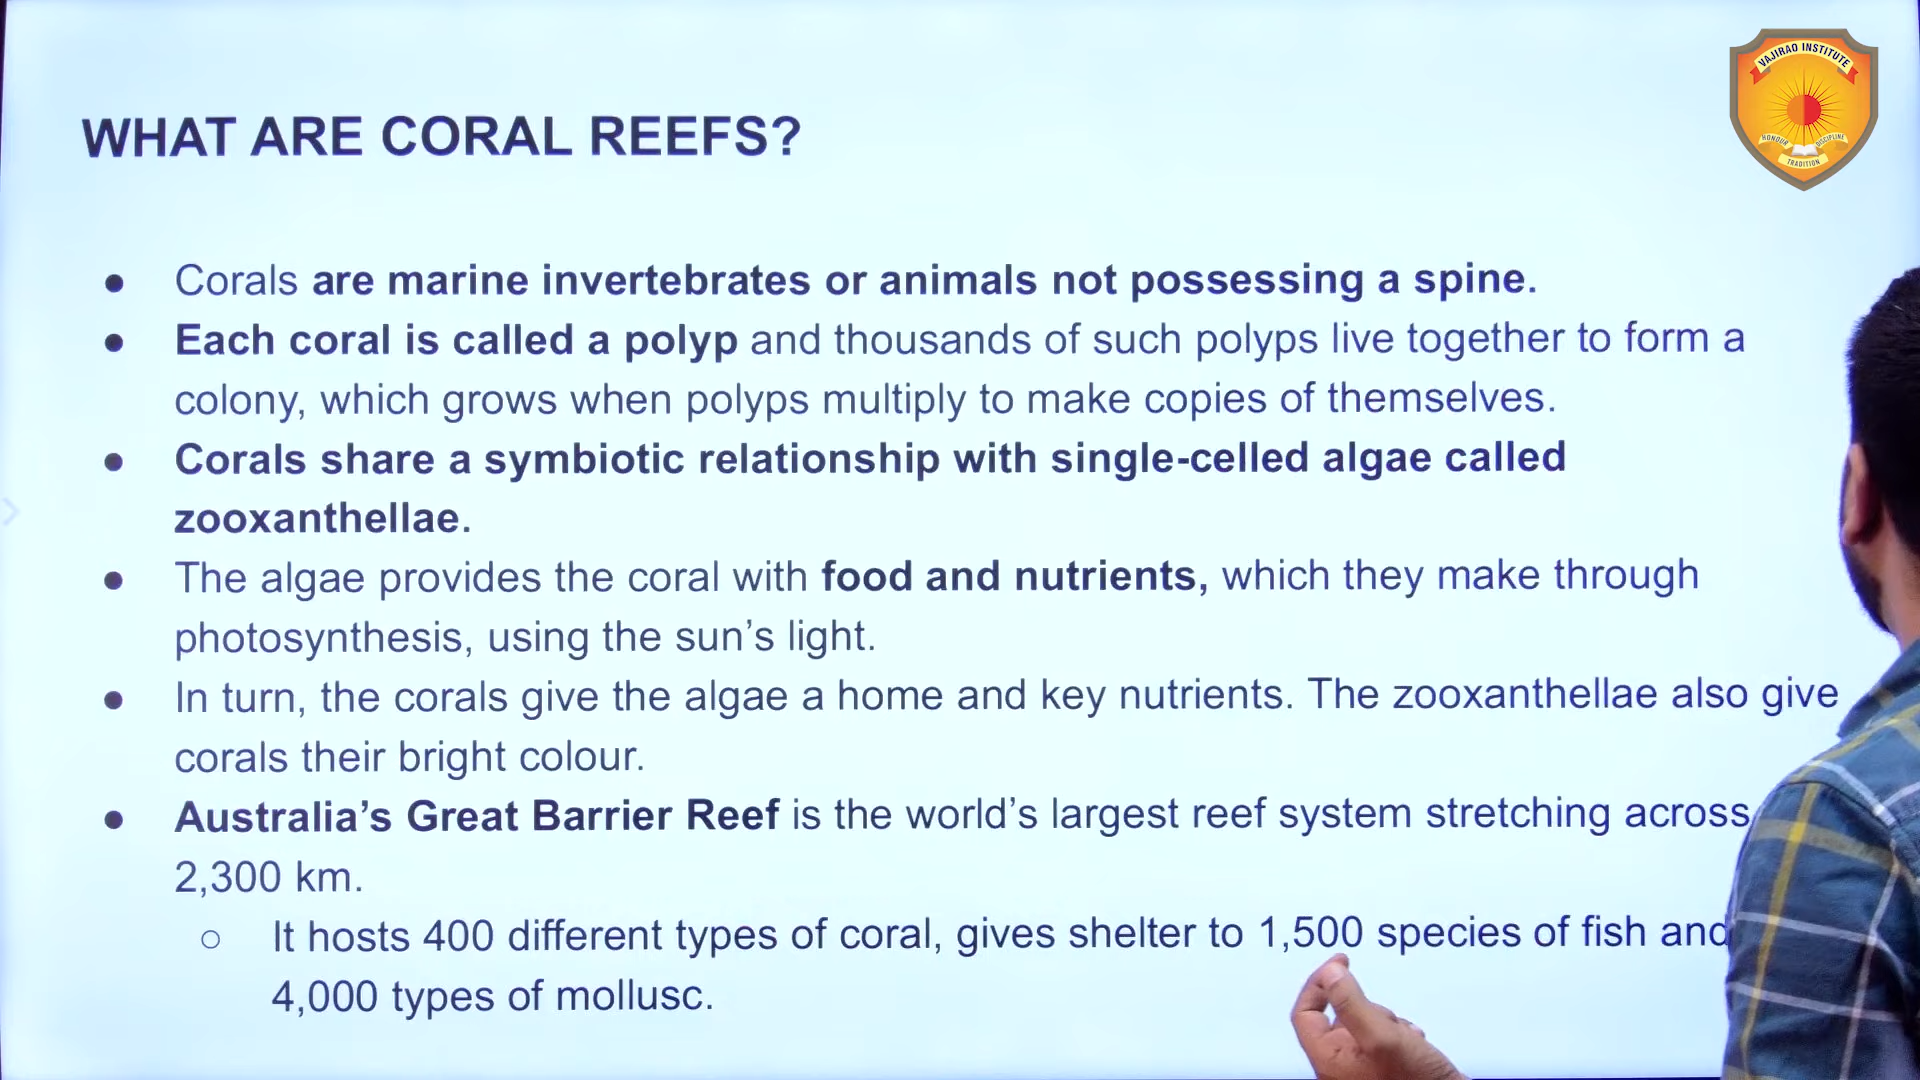 VAJIRAO INSTITUTE
HONOUR
DISCIPLINE
TRADITION
WHAT ARE CORAL REEFS?
● Corals are marine invertebrates or animals not possessing a spine.
● Each coral is called a polyp and thousands of such polyps live together to form a
colony, which grows when polyps multiply to make copies of themselves.
● Corals share a symbiotic relationship with single-celled algae called
zooxanthellae.
● The algae provides the coral with food and nutrients, which they make through
photosynthesis, using the sun’s light.
● In turn, the corals give the algae a home and key nutrients. The zooxanthellae also give
corals their bright colour.
● Australia’s Great Barrier Reef is the world’s largest reef system stretching across
2,300 km.
○ It hosts 400 different types of coral, gives shelter to 1,500 species of fish and
4,000 types of mollusc.